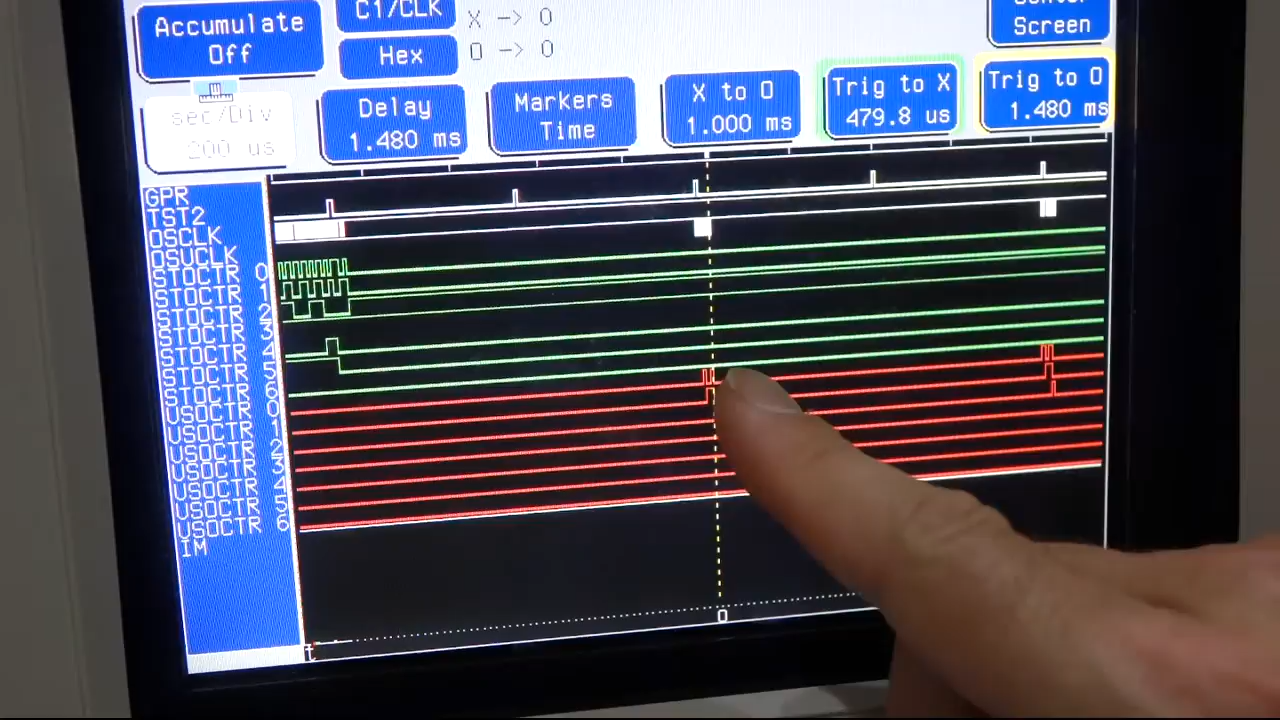 Accumulate
Off
C1/CLK
Hex
X -> 0
O -> 0
Screen
sec/Div
200 us
Delay
1.480 ms
Markers
Time
X to O
1.000 ms
Trig to X
479.8 us
Trig to O
1.480 ms
GPR
TST2
OSCLK
OSUCLK
STOCTR 0
STOCTR 1
STOCTR 2
STOCTR 3
STOCTR 4
STOCTR 5
STOCTR 6
USOCTR 0
USOCTR 1
USOCTR 2
USOCTR 3
USOCTR 4
USOCTR 5
USOCTR 6
IM
t
O